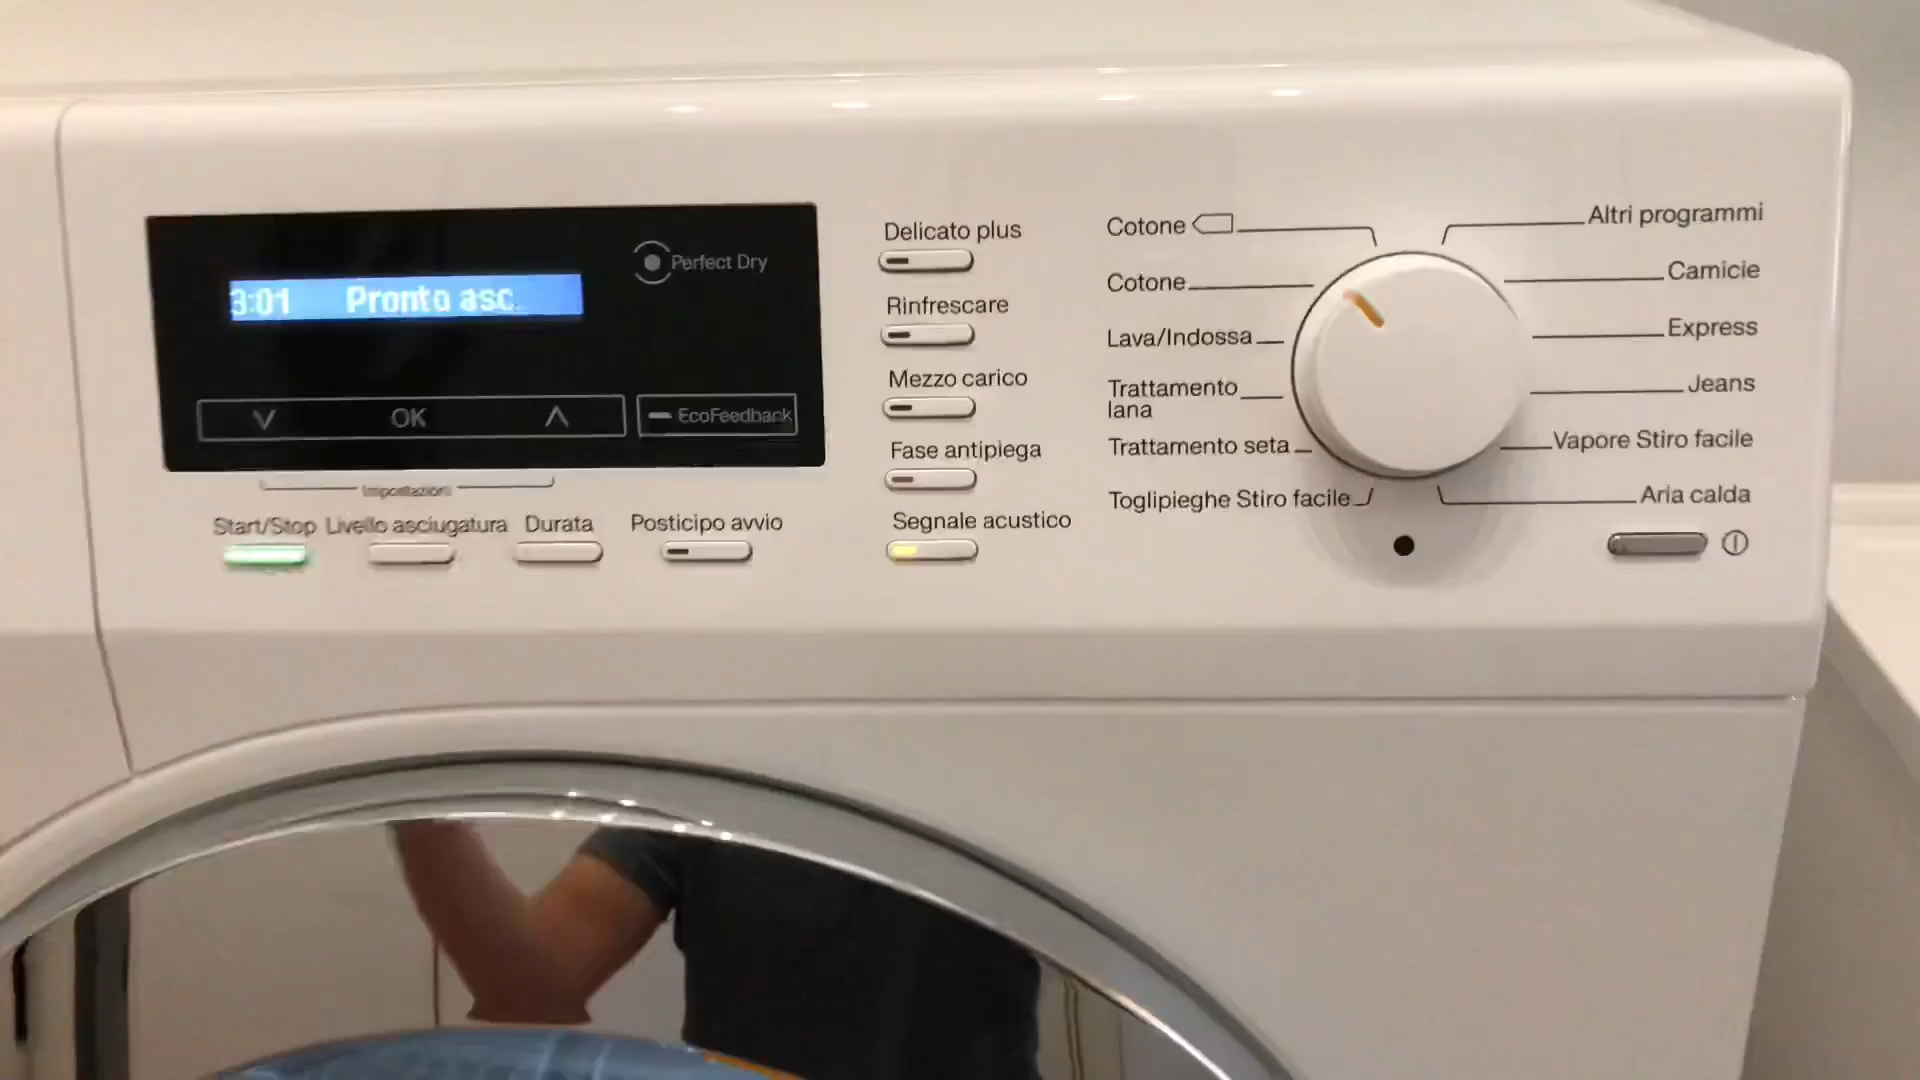 Perfect Dry
3:01 Pronto asc.
OK
EcoFeedback
Impostazioni
Start/Stop
Livello asciugatura
Durata
Posticipo avvio
Delicato plus
Rinfrescare
Mezzo carico
Fase antipiega
Segnale acustico
Cotone
Cotone
Lava/Indossa
Trattamento
lana
Trattamento seta
Toglipieghe Stiro facile
Altri programmi
Camicie
Express
Jeans
Vapore Stiro facile
Aria calda